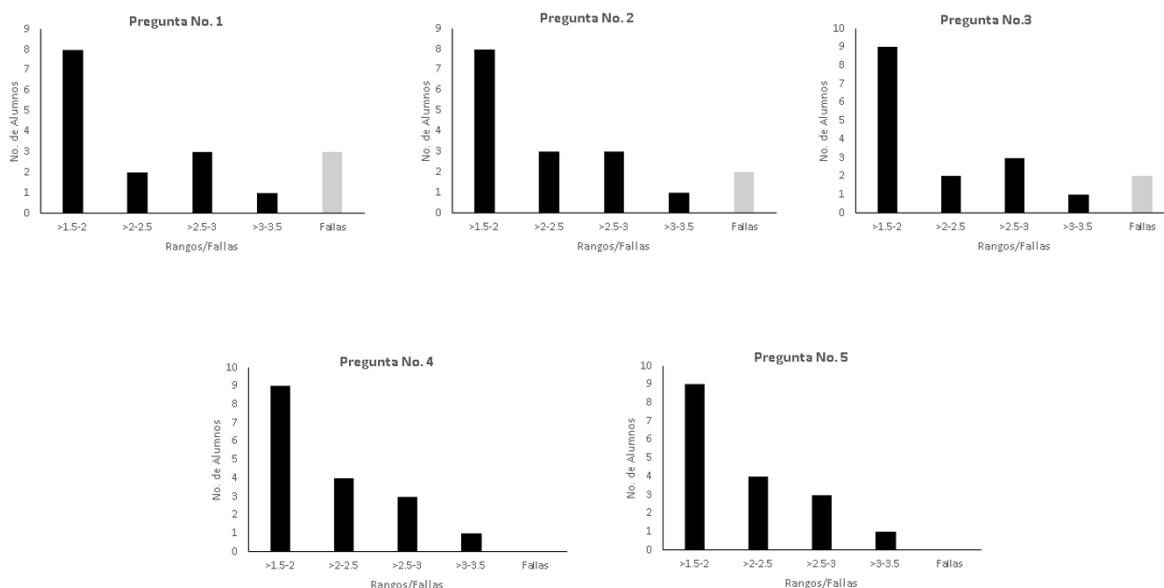 Pregunta No. 1
9
8
7
6
5
4
3
2
1
0
No. de Alumnos
>1.5-2 >2-2.5 >2.5-3 >3-3.5 Fallas
Rangos/Fallas
Pregunta No. 2
9
8
7
6
5
4
3
2
1
0
No. de Alumnos
>1.5-2 >2-2.5 >2.5-3 >3-3.5 Fallas
Rangos/Fallas
Pregunta No.3
10
9
8
7
6
5
4
3
2
1
0
No. de Alumnos
>1.5-2 >2-2.5 >2.5-3 >3-3.5 Fallas
Rangos/Fallas
Pregunta No. 4
10
9
8
7
6
5
4
3
2
1
0
No. de Alumnos
>1.5-2 >2-2.5 >2.5-3 >3-3.5 Fallas
Rangos/Fallas
Pregunta No. 5
10
9
8
7
6
5
4
3
2
1
0
No. de Alumnos
>1.5-2 >2-2.5 >2.5-3 >3-3.5 Fallas
Rangos/Fallas